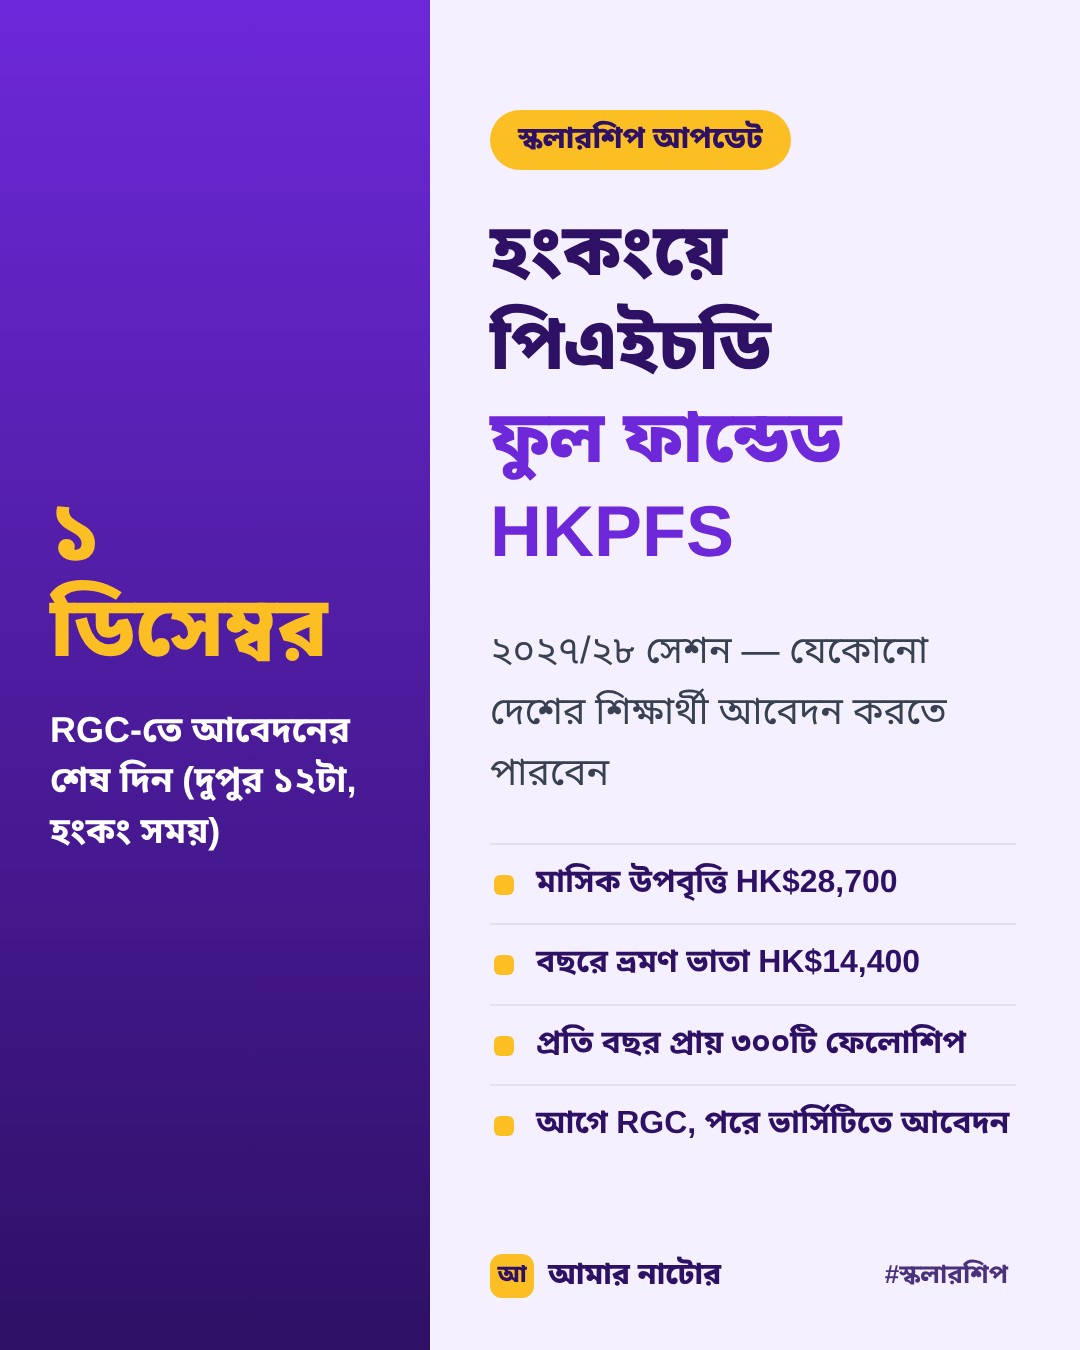 ১
ডিসেম্বর
RGC-তে আবেদনের
শেষ দিন (দুপুর ১২টা,
হংকং সময়)
স্কলারশিপ আপডেট
হংকংয়ে
পিএইচডি
ফুল ফান্ডেড
HKPFS
২০২৭/২৮ সেশন — যেকোনো
দেশের শিক্ষার্থী আবেদন করতে
পারবেন
মাসিক উপবৃত্তি HK$28,700
বছরে ভ্রমণ ভাতা HK$14,400
প্রতি বছর প্রায় ৩০০টি ফেলোশিপ
আগে RGC, পরে ভার্সিটিতে আবেদন
আ আমার নাটোর
#স্কলারশিপ